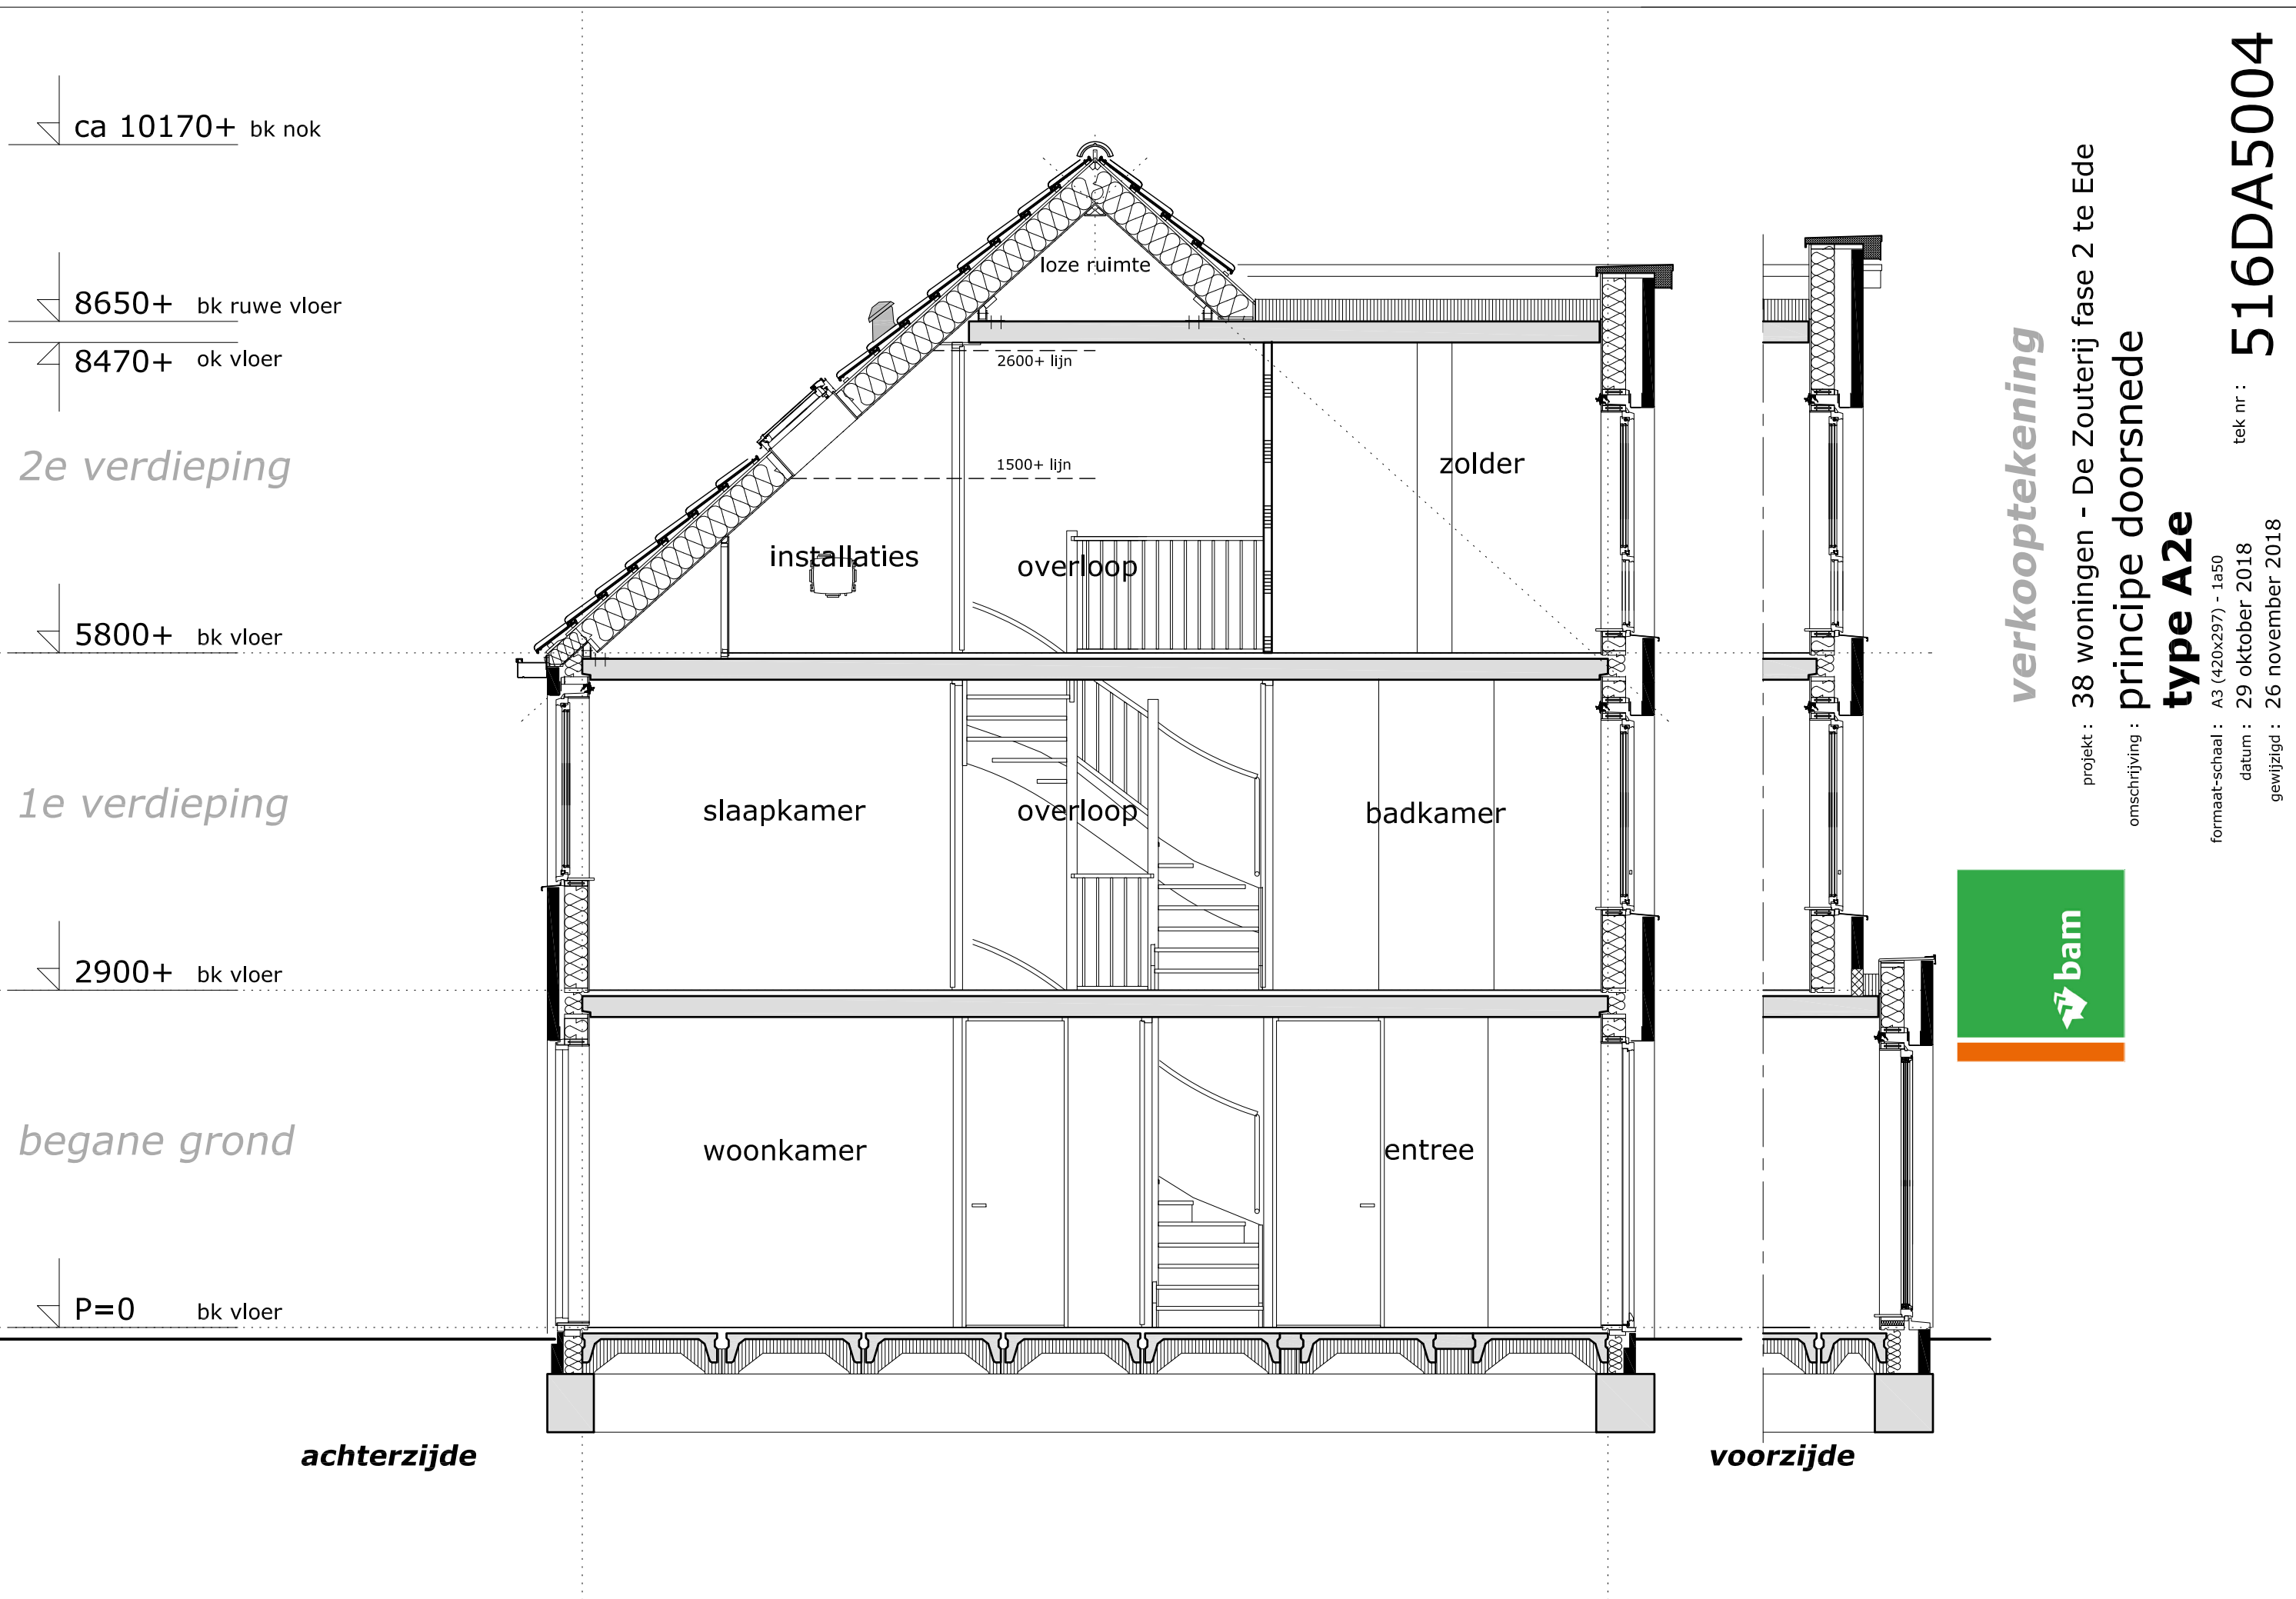 ca 10170+ bk nok
8650+ bk ruwe vloer
8470+ ok vloer
2e verdieping
5800+ bk vloer
1e verdieping
2900+ bk vloer
begane grond
P=0 bk vloer
loze ruimte
2600+ lijn
1500+ lijn
zolder
installaties
overloop
slaapkamer
overloop
badkamer
woonkamer
entree
achterzijde
voorzijde
verkooptekening
projekt : 38 woningen - De Zouterij fase 2 te Ede
omschrijving : principe doorsnede
type A2e
formaat-schaal : A3 (420x297) - 1a50
datum : 29 oktober 2018
gewijzigd : 26 november 2018
tek nr : 516DA5004
bam